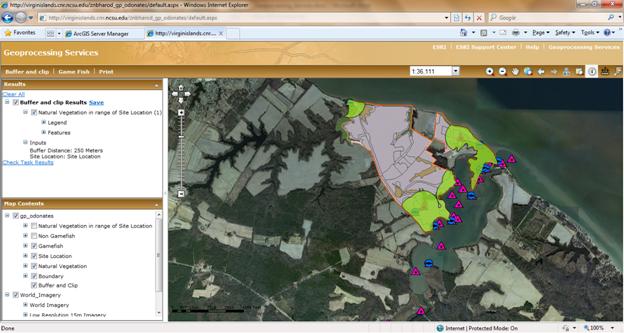 http://virginislands.cnr.ncsu.edu/znbharod_gp_odonates/default.aspx - Windows Internet Explorer
http://virginislands.cnr.ncsu.edu/znbharod_gp_odonates/default.aspx
Google
Favorites ArcGIS Server Manager http://virginislands.cnr.n... Page Safety Tools
Geoprocessing Services
ESRI | ESRI Support Center | Help | Geoprocessing Services
Buffer and clip | Game Fish | Print 1:36,111
Results
Clear All
Buffer and clip Results Save
Natural Vegetation in range of Site Location (1)
Legend
Features
Inputs
Buffer Distance: 250 Meters
Site Location: Site Location
Check Task Results
Map Contents
gp_odonates
Natural Vegetation in range of Site Location
Non Gamefish
Gamefish
Site Location
Natural Vegetation
Boundary
Buffer and Clip
World_Imagery
World Imagery
Low Resolution 15m Imagery
Done Internet | Protected Mode: On 100%